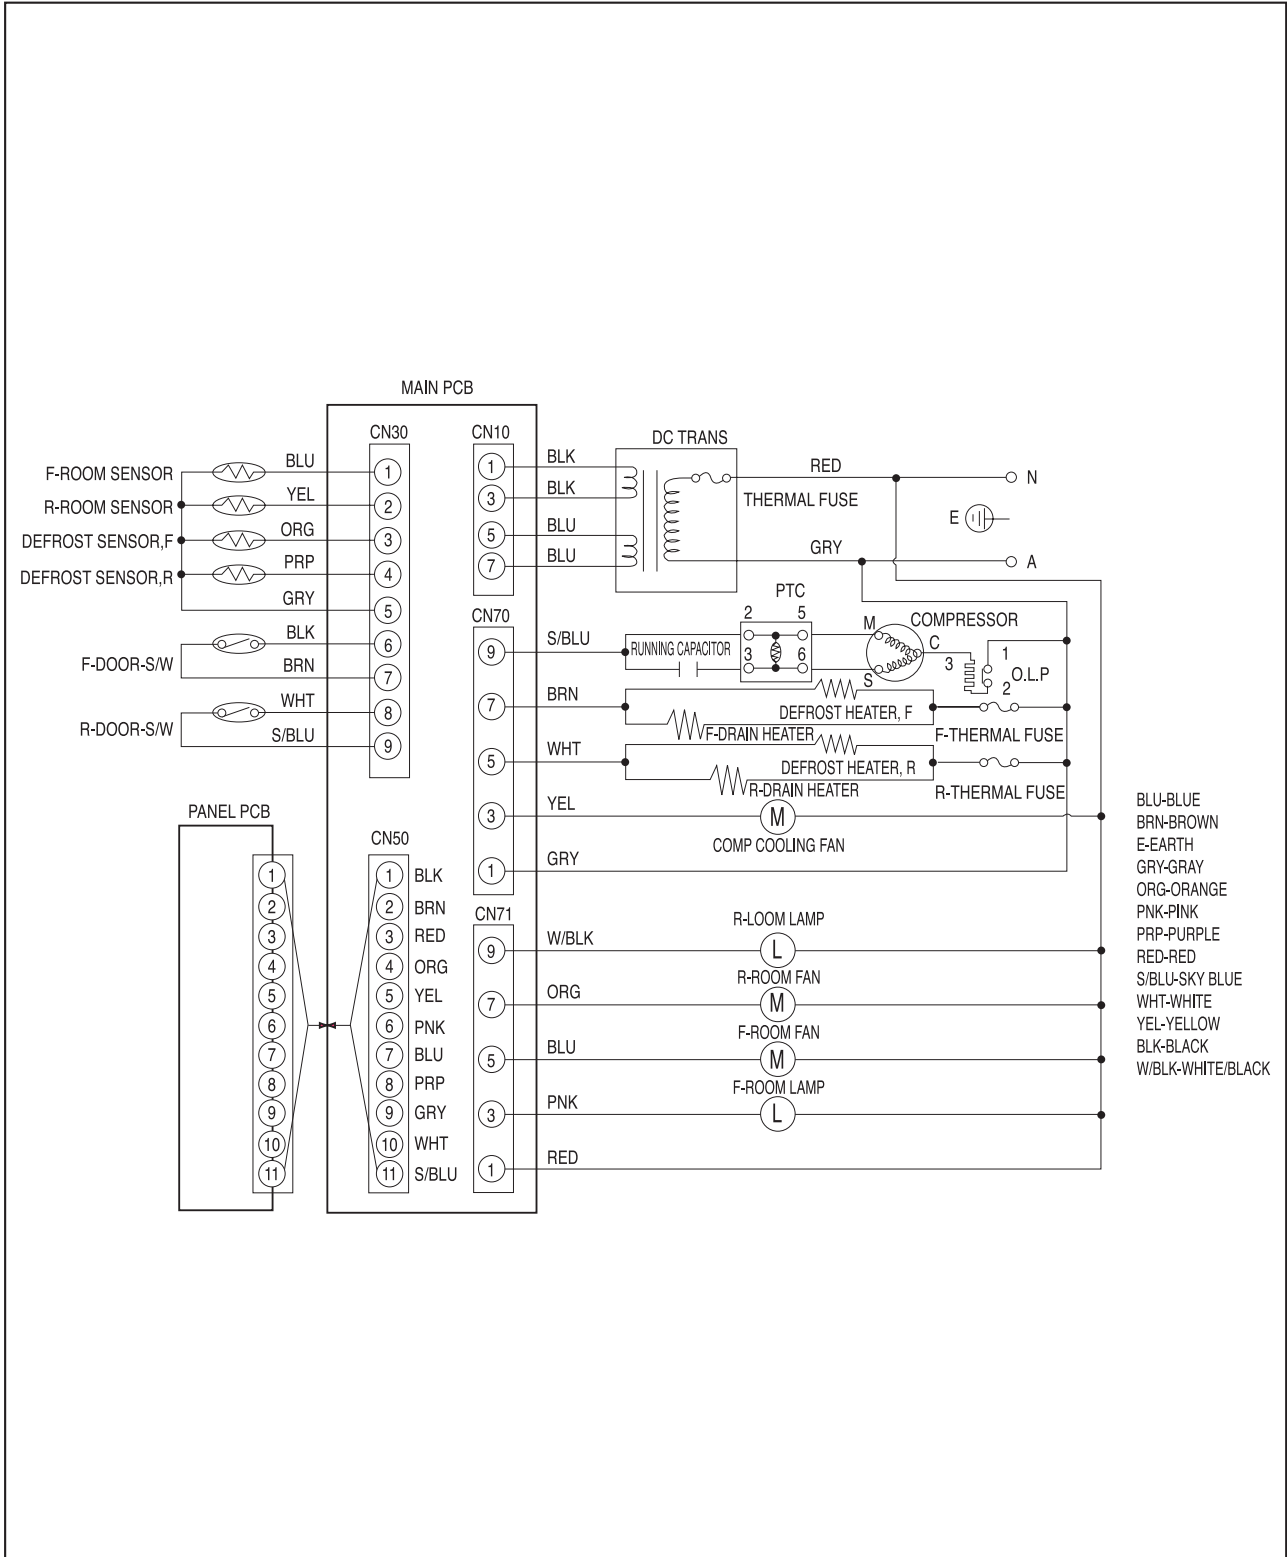 MAIN PCB
CN30
CN10
DC TRANS
F-ROOM SENSOR
BLU
1
R-ROOM SENSOR
YEL
2
DEFROST SENSOR,F
ORG
3
DEFROST SENSOR,R
PRP
4
GRY
5
F-DOOR-S/W
BLK
6
BRN
7
R-DOOR-S/W
WHT
8
S/BLU
9
1
BLK
3
BLK
5
BLU
7
BLU
THERMAL FUSE
RED
N
E
GRY
A
CN70
9
S/BLU
RUNNING CAPACITOR
PTC
2 5
3 6
M
S
C
COMPRESSOR
3
1
2
O.L.P
7
BRN
DEFROST HEATER, F
F-DRAIN HEATER
F-THERMAL FUSE
5
WHT
DEFROST HEATER, R
R-DRAIN HEATER
R-THERMAL FUSE
3
YEL
M
COMP COOLING FAN
1
GRY
CN71
9
W/BLK
R-LOOM LAMP
L
7
ORG
R-ROOM FAN
M
5
BLU
F-ROOM FAN
M
3
PNK
F-ROOM LAMP
L
1
RED
PANEL PCB
1
2
3
4
5
6
7
8
9
10
11
CN50
1 BLK
2 BRN
3 RED
4 ORG
5 YEL
6 PNK
7 BLU
8 PRP
9 GRY
10 WHT
11 S/BLU
BLU-BLUE
BRN-BROWN
E-EARTH
GRY-GRAY
ORG-ORANGE
PNK-PINK
PRP-PURPLE
RED-RED
S/BLU-SKY BLUE
WHT-WHITE
YEL-YELLOW
BLK-BLACK
W/BLK-WHITE/BLACK